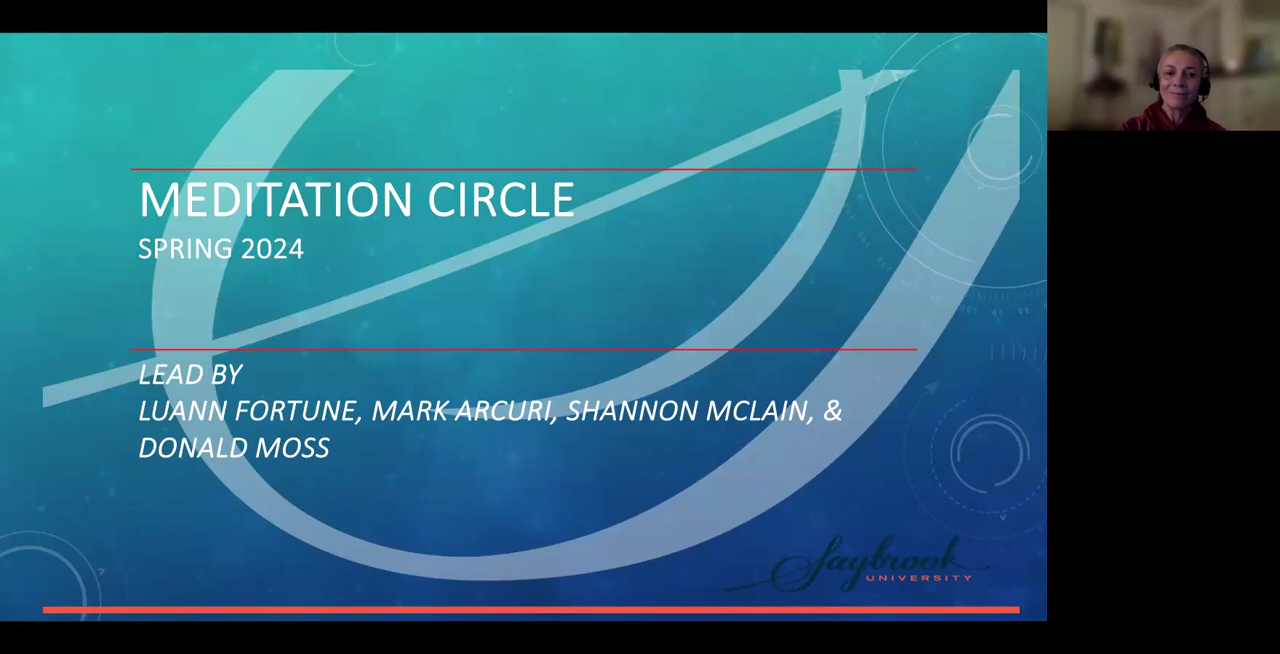 MEDITATION CIRCLE
SPRING 2024
LEAD BY
LUANN FORTUNE, MARK ARCURI, SHANNON MCLAIN, &
DONALD MOSS
Saybrook
UNIVERSITY